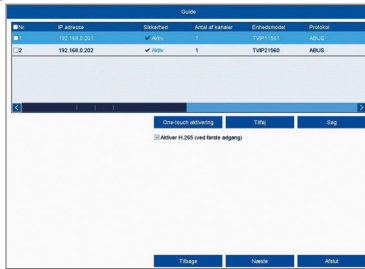 Guide
Nr. IP adresse Sikkerhed Antal af kanaler Enhedsmodel Protokol
1 192.168.0.201 Aktiv 1 TVIP11561 ABUS
2 192.168.0.202 Aktiv 1 TVIP21560 ABUS
One-touch aktivering Tilføj Søg
Aktiver H.265 (ved første adgang)
Tilbage Næste Afslut